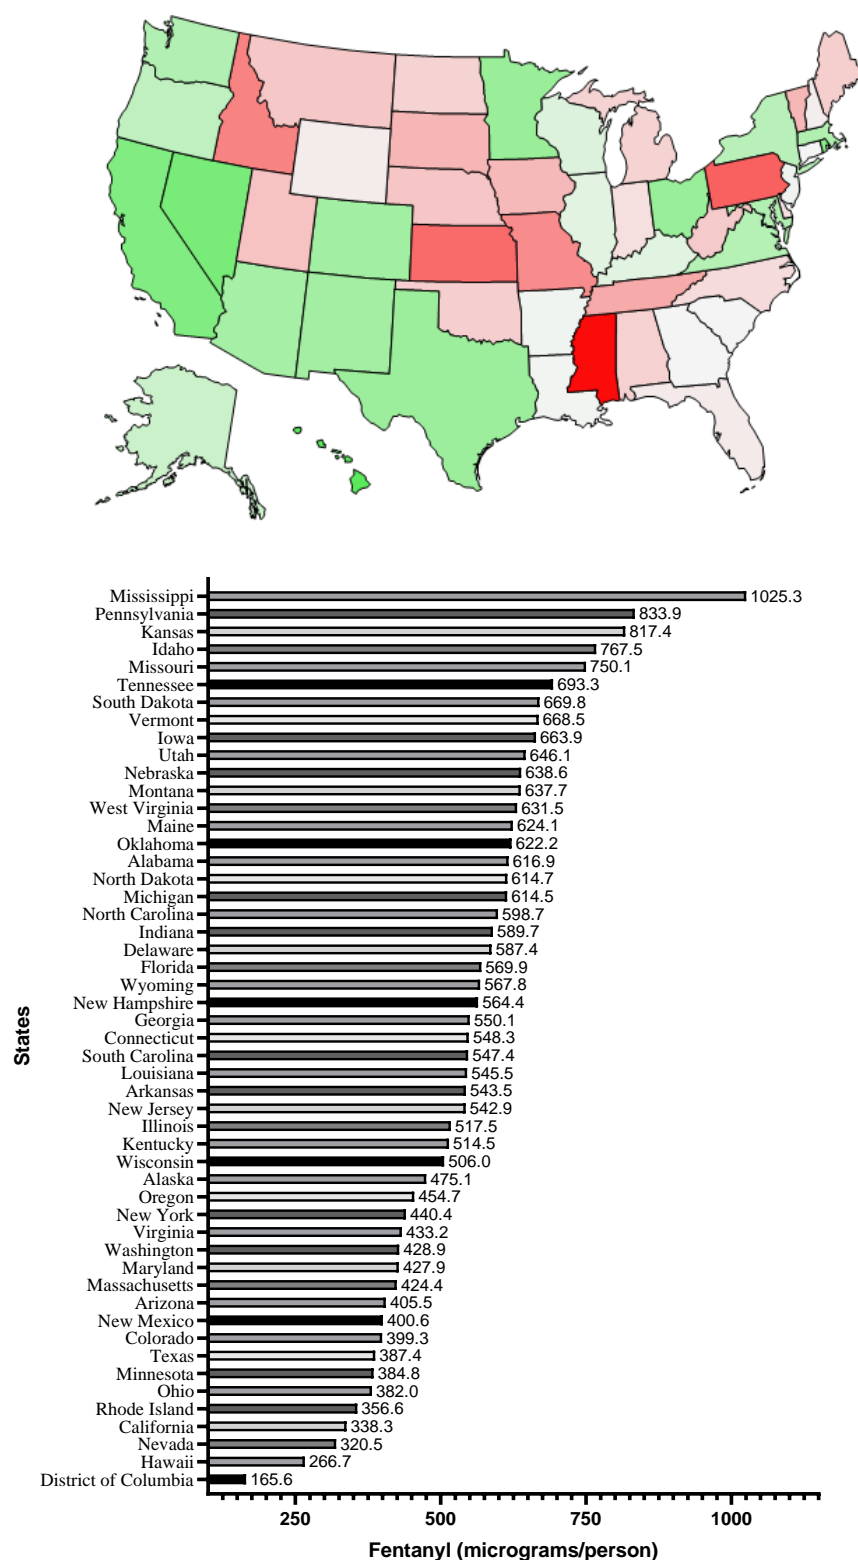 Mississippi 1025.3
Pennsylvania 833.9
Kansas 817.4
Idaho 767.5
Missouri 750.1
Tennessee 693.3
South Dakota 669.8
Vermont 668.5
Iowa 663.9
Utah 646.1
Nebraska 638.6
Montana 637.7
West Virginia 631.5
Maine 624.1
Oklahoma 622.2
Alabama 616.9
North Dakota 614.7
Michigan 614.5
North Carolina 598.7
Indiana 589.7
Delaware 587.4
Florida 569.9
Wyoming 567.8
New Hampshire 564.4
Georgia 550.1
Connecticut 548.3
South Carolina 547.4
Louisiana 545.5
Arkansas 543.5
New Jersey 542.9
Illinois 517.5
Kentucky 514.5
Wisconsin 506.0
Alaska 475.1
Oregon 454.7
New York 440.4
Virginia 433.2
Washington 428.9
Maryland 427.9
Massachusetts 424.4
Arizona 405.5
New Mexico 400.6
Colorado 399.3
Texas 387.4
Minnesota 384.8
Ohio 382.0
Rhode Island 356.6
California 338.3
Nevada 320.5
Hawaii 266.7
District of Columbia 165.6
States
250 500 750 1000
Fentanyl (micrograms/person)